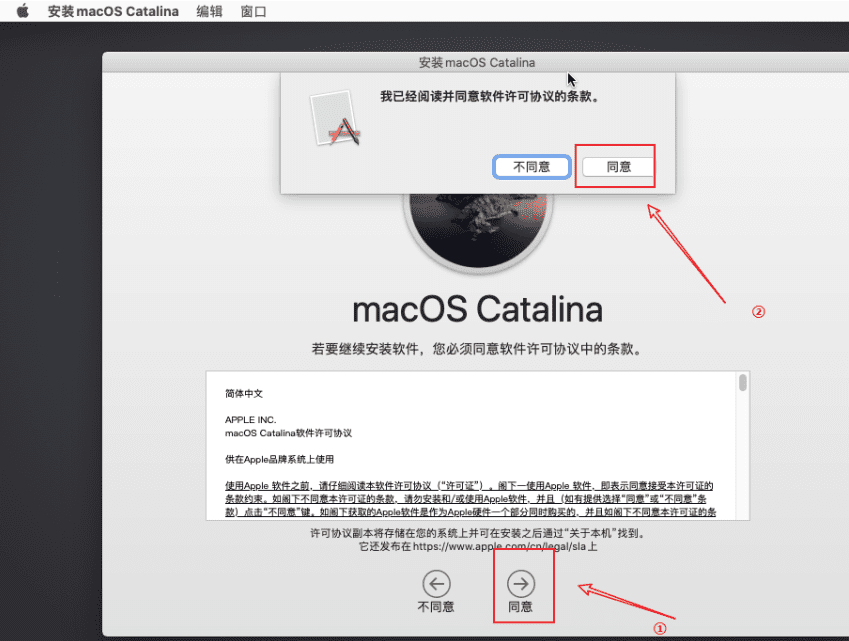 安装macOS Catalina 编辑 窗口
安装macOS Catalina
我已经阅读并同意软件许可协议的条款。
不同意 同意
②
macOS Catalina
若要继续安装软件，您必须同意软件许可协议中的条款。
简体中文
APPLE INC.
macOS Catalina软件许可协议
供在Apple品牌系统上使用
使用Apple 软件之前，请仔细阅读本软件许可协议（“许可证”）。阁下一使用Apple 软件，即表示同意接受本许可证的
条款约束。如阁下不同意本许可证的条款，请勿安装和/或使用Apple软件，并且（如有提供选择“同意”或“不同意”条
款）点击“不同意”键。如阁下获取的Apple软件是作为Apple硬件一个部分同时购买的，并且如阁下不同意本许可证的条
许可协议副本将存储在您的系统上并可在安装之后通过“关于本机”找到。
它还发布在https://www.apple.com/cn/legal/sla上
不同意 同意
①